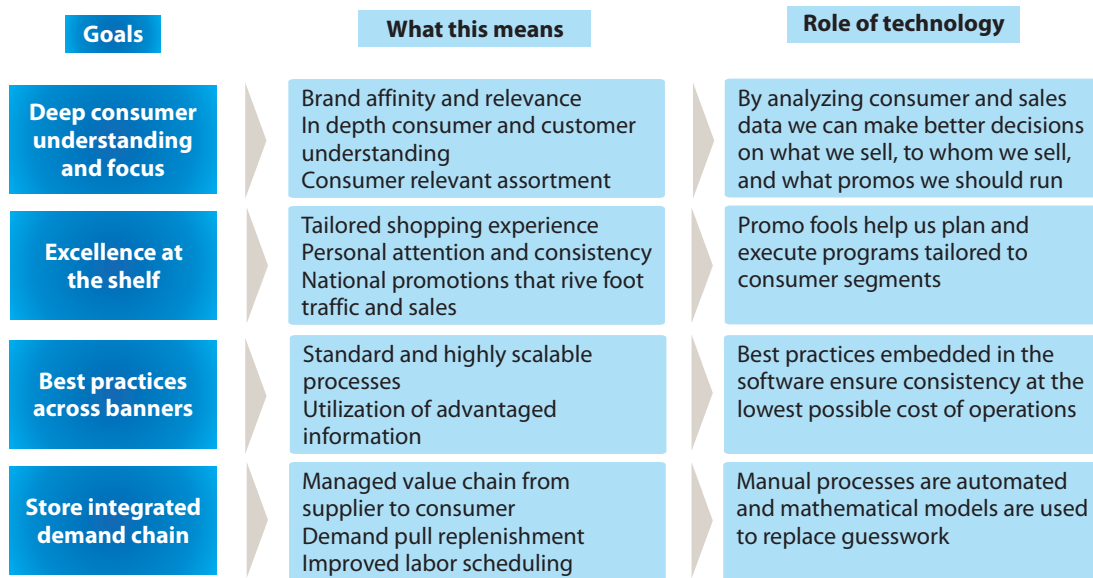 Goals
What this means
Role of technology
Deep consumer
understanding
and focus
Brand affinity and relevance
In depth consumer and customer
understanding
Consumer relevant assortment
By analyzing consumer and sales
data we can make better decisions
on what we sell, to whom we sell,
and what promos we should run
Excellence at
the shelf
Tailored shopping experience
Personal attention and consistency
National promotions that rive foot
traffic and sales
Promo fools help us plan and
execute programs tailored to
consumer segments
Best practices
across banners
Standard and highly scalable
processes
Utilization of advantaged
information
Best practices embedded in the
software ensure consistency at the
lowest possible cost of operations
Store integrated
demand chain
Managed value chain from
supplier to consumer
Demand pull replenishment
Improved labor scheduling
Manual processes are automated
and mathematical models are used
to replace guesswork